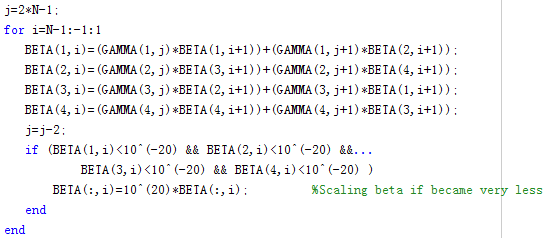 j=2*N-1;
for i=N-1:-1:1
BETA(1,i)=(GAMMA(1,j)*BETA(1,i+1))+(GAMMA(1,j+1)*BETA(2,i+1));
BETA(2,i)=(GAMMA(2,j)*BETA(3,i+1))+(GAMMA(2,j+1)*BETA(4,i+1));
BETA(3,i)=(GAMMA(3,j)*BETA(2,i+1))+(GAMMA(3,j+1)*BETA(1,i+1));
BETA(4,i)=(GAMMA(4,j)*BETA(4,i+1))+(GAMMA(4,j+1)*BETA(3,i+1));
j=j-2;
if (BETA(1,i)<10^(-20) && BETA(2,i)<10^(-20) &&...
BETA(3,i)<10^(-20) && BETA(4,i)<10^(-20) )
BETA(:,i)=10^(20)*BETA(:,i); %Scaling beta if became very less
end
end